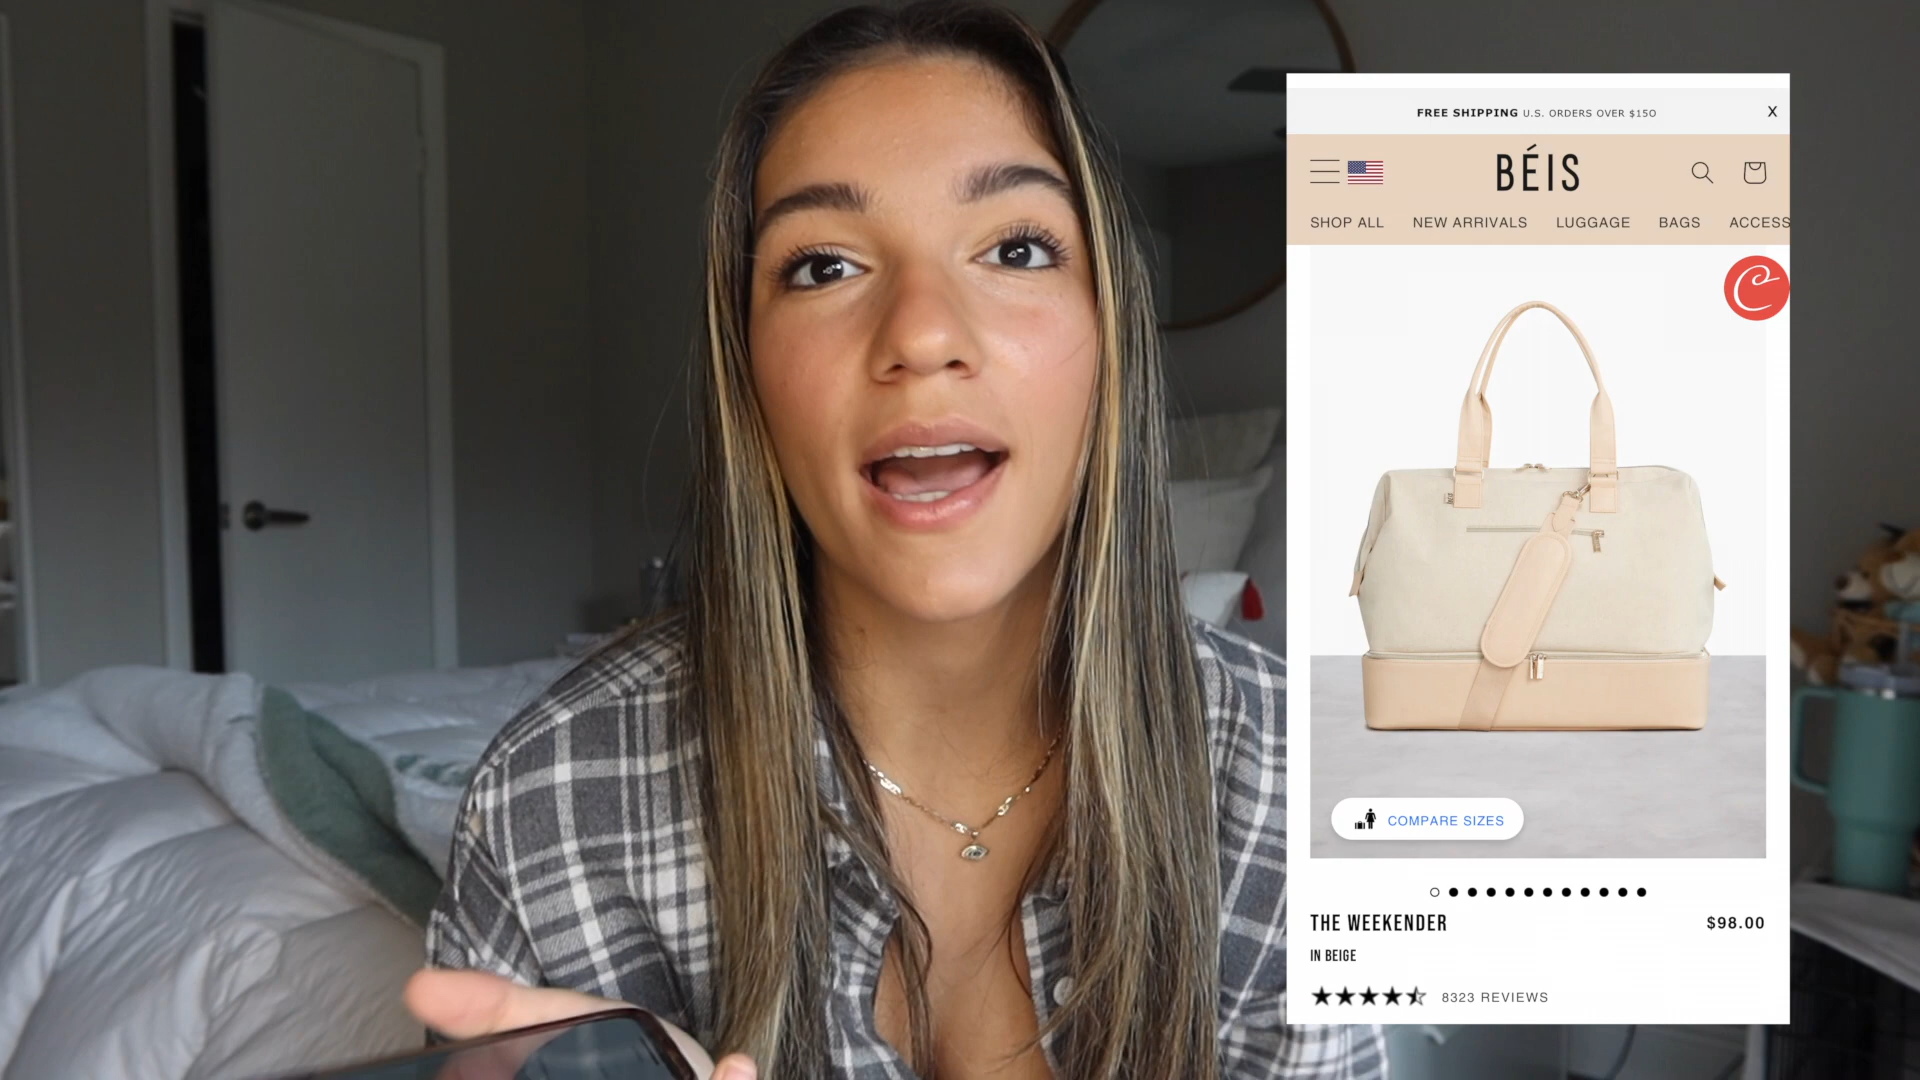 FREE SHIPPING U.S. ORDERS OVER $150
X
BÉIS
SHOP ALL NEW ARRIVALS LUGGAGE BAGS ACCESS
COMPARE SIZES
THE WEEKENDER $98.00
IN BEIGE
8323 REVIEWS